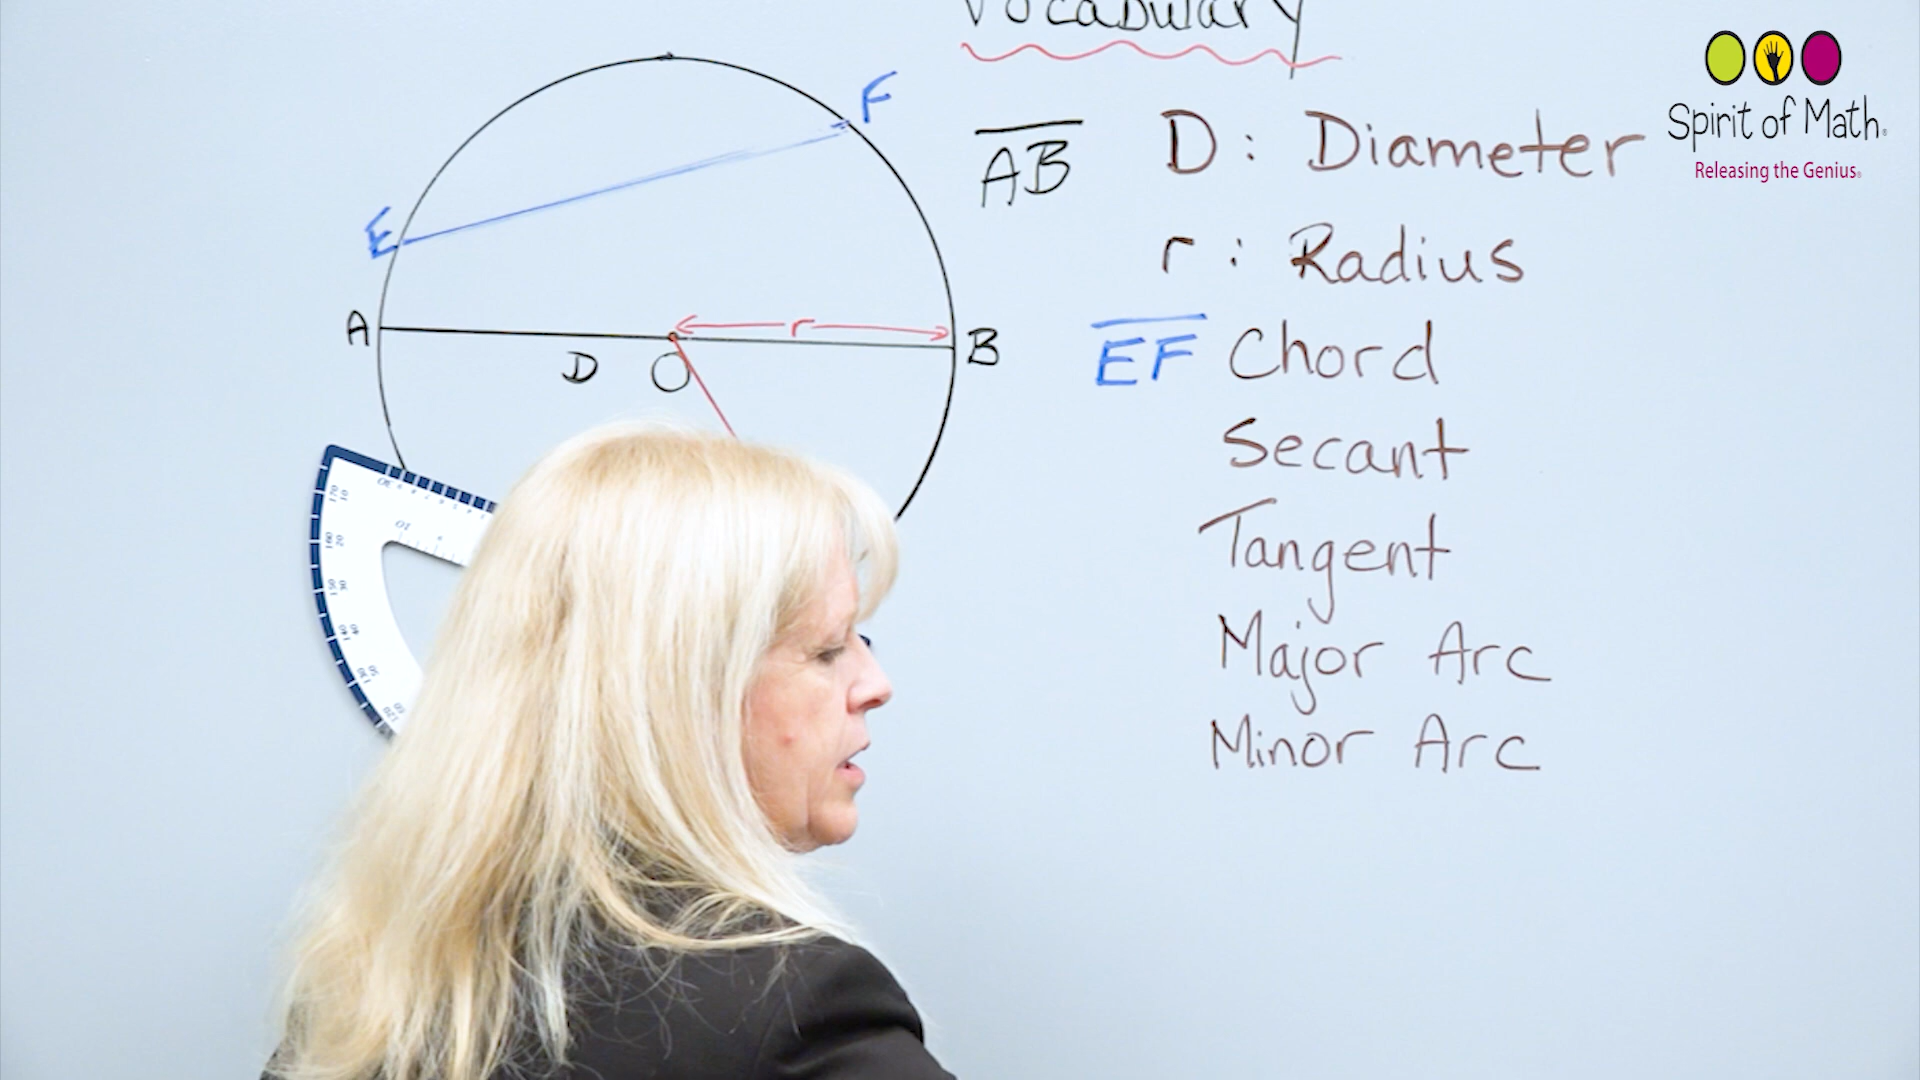 Vocabulary
Spirit of Math
Releasing the Genius
F
AB D : Diameter
E
r : Radius
A r B
EF Chord
D O
Secant
Tangent
Major Arc
Minor Arc